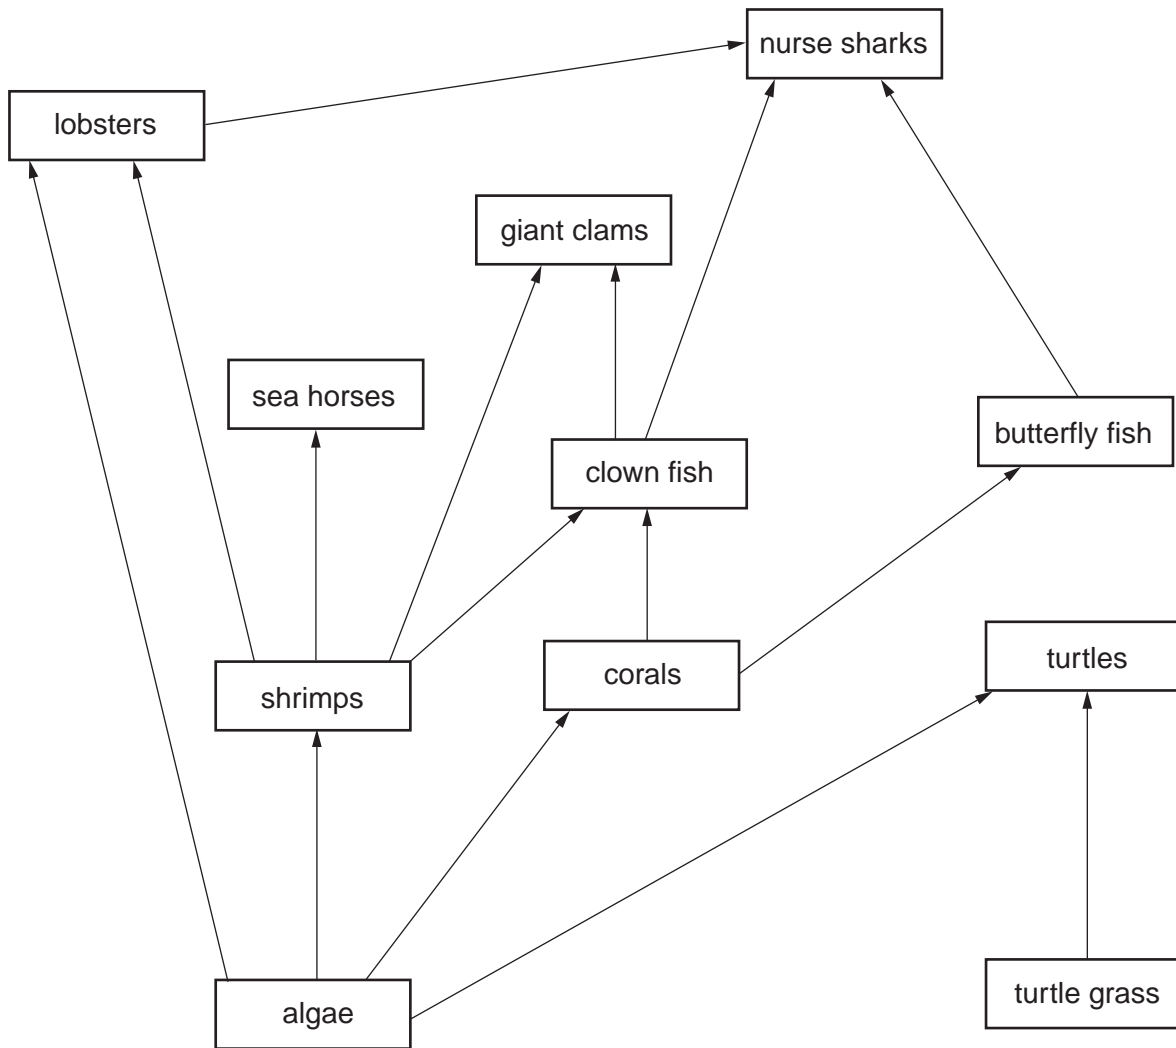 nurse sharks
lobsters
giant clams
sea horses
butterfly fish
clown fish
turtles
corals
shrimps
turtle grass
algae